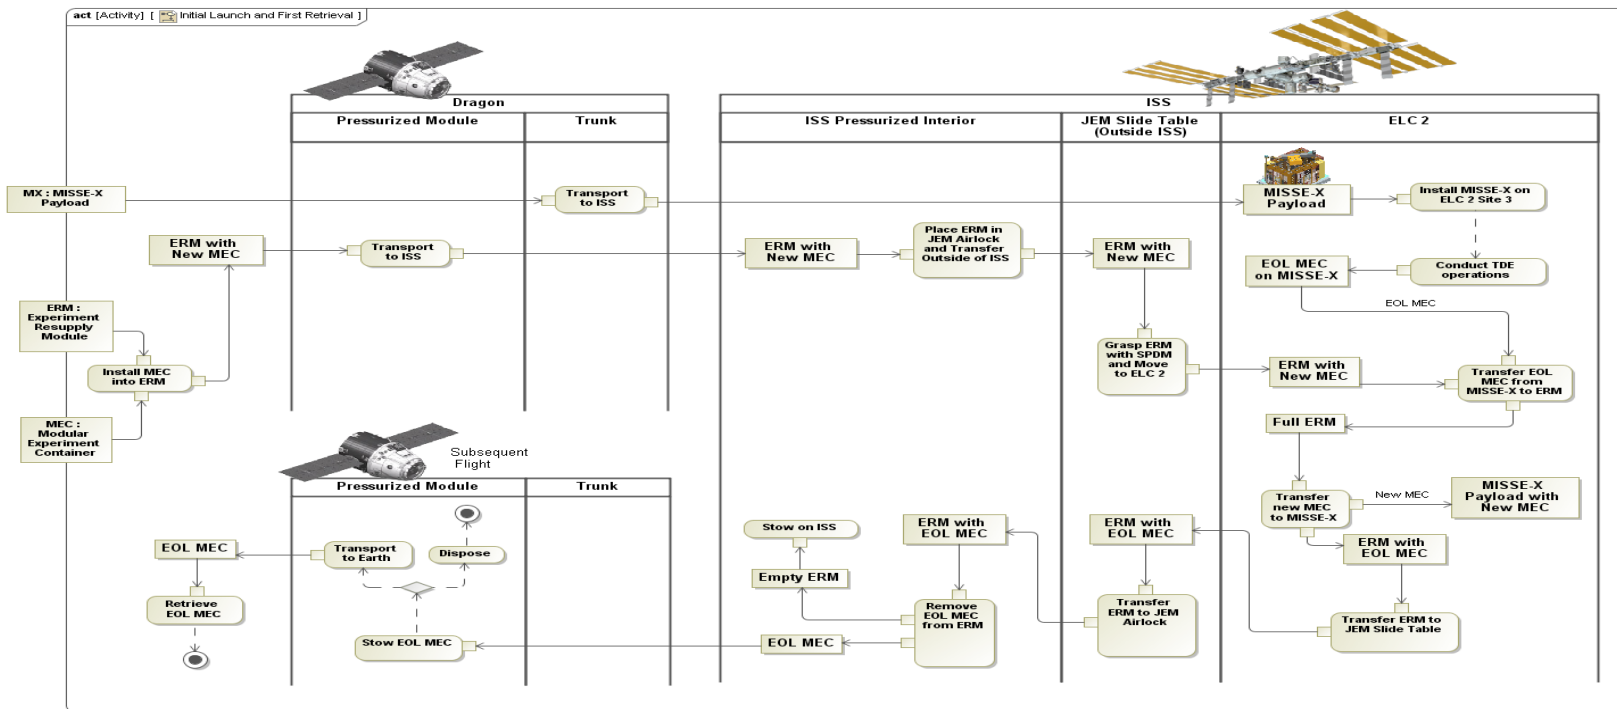 act [Activity] [ Initial Launch and First Retrieval ]
Dragon
Pressurized Module
Trunk
ISS
ISS Pressurized Interior
JEM Slide Table
(Outside ISS)
ELC 2
MX : MISSE-X
Payload
Transport
to ISS
MISSE-X
Payload
Install MISSE-X on
ELC 2 Site 3
ERM with
New MEC
Transport
to ISS
ERM with
New MEC
Place ERM in
JEM Airlock
and Transfer
Outside of ISS
ERM with
New MEC
EOL MEC
on MISSE-X
Conduct TDE
operations
EOL MEC
ERM :
Experiment
Resupply
Module
Install MEC
into ERM
Grasp ERM
with SPDM
and Move
to ELC 2
ERM with
New MEC
Transfer EOL
MEC from
MISSE-X to ERM
MEC :
Modular
Experiment
Container
Full ERM
Subsequent
Flight
Pressurized Module
Trunk
Transfer
new MEC
to MISSE-X
New MEC
MISSE-X
Payload with
New MEC
Stow on ISS
ERM with
EOL MEC
ERM with
EOL MEC
ERM with
EOL MEC
EOL MEC
Transport
to Earth
Dispose
Empty ERM
Retrieve
EOL MEC
Remove
EOL MEC
from ERM
Transfer
ERM to JEM
Airlock
Transfer ERM to
JEM Slide Table
Stow EOL MEC
EOL MEC